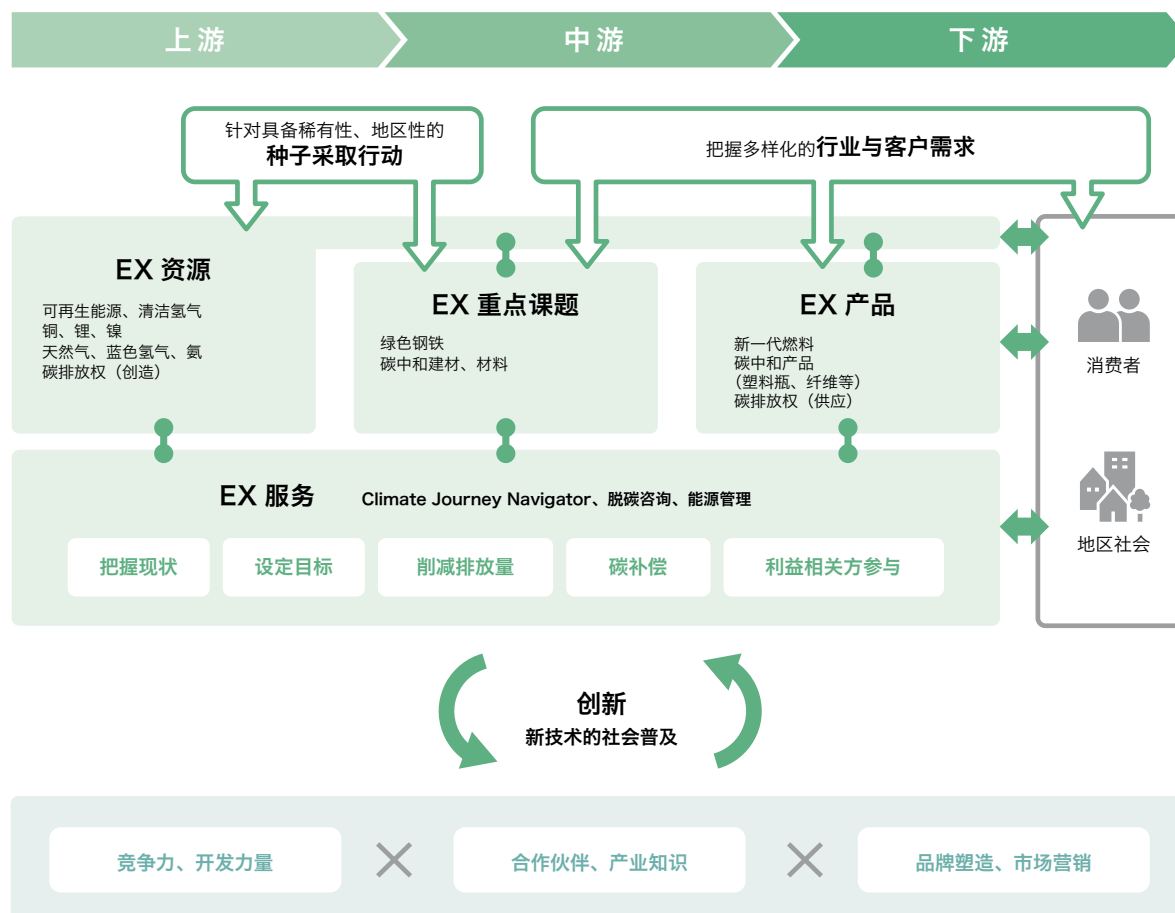 上游
中游
下游
针对具备稀有性、地区性的
种子采取行动
把握多样化的行业与客户需求
EX 资源
可再生能源、清洁氢气
铜、锂、镍
天然气、蓝色氢气、氨
碳排放权（创造）
EX 重点课题
绿色钢铁
碳中和建材、材料
EX 产品
新一代燃料
碳中和产品
（塑料瓶、纤维等）
碳排放权（供应）
消费者
地区社会
EX 服务 Climate Journey Navigator、脱碳咨询、能源管理
把握现状
设定目标
削减排放量
碳补偿
利益相关方参与
创新
新技术的社会普及
竞争力、开发力量
合作伙伴、产业知识
品牌塑造、市场营销